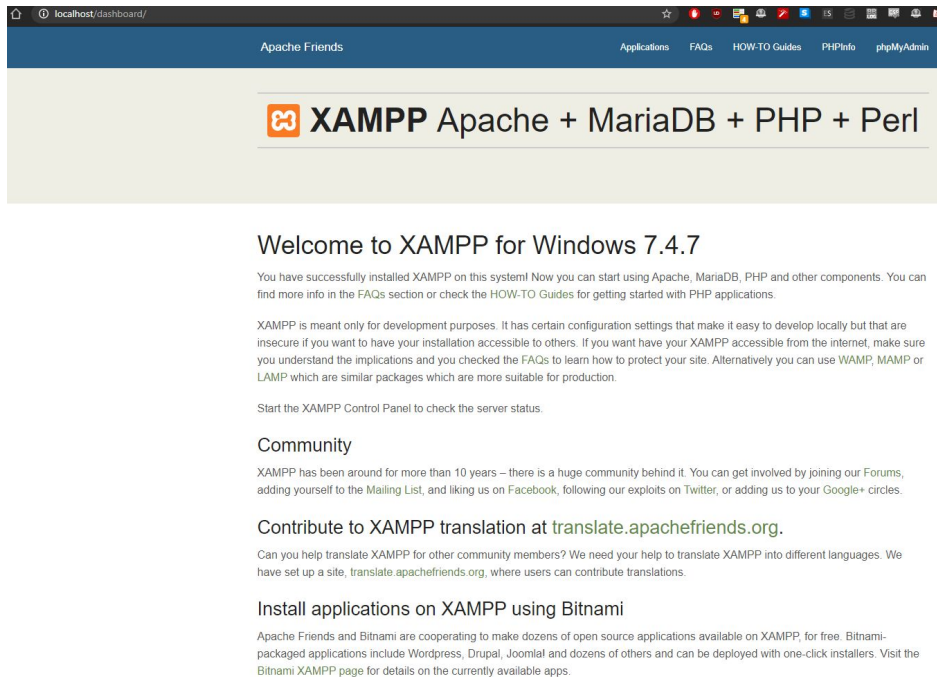 localhost/dashboard/
Apache Friends
Applications FAQs HOW-TO Guides PHPInfo phpMyAdmin
XAMPP Apache + MariaDB + PHP + Perl
Welcome to XAMPP for Windows 7.4.7
You have successfully installed XAMPP on this system! Now you can start using Apache, MariaDB, PHP and other components. You can
find more info in the FAQs section or check the HOW-TO Guides for getting started with PHP applications.
XAMPP is meant only for development purposes. It has certain configuration settings that make it easy to develop locally but that are
insecure if you want to have your installation accessible to others. If you want have your XAMPP accessible from the internet, make sure
you understand the implications and you checked the FAQs to learn how to protect your site. Alternatively you can use WAMP, MAMP or
LAMP which are similar packages which are more suitable for production.
Start the XAMPP Control Panel to check the server status.
Community
XAMPP has been around for more than 10 years – there is a huge community behind it. You can get involved by joining our Forums,
adding yourself to the Mailing List, and liking us on Facebook, following our exploits on Twitter, or adding us to your Google+ circles.
Contribute to XAMPP translation at translate.apachefriends.org.
Can you help translate XAMPP for other community members? We need your help to translate XAMPP into different languages. We
have set up a site, translate.apachefriends.org, where users can contribute translations.
Install applications on XAMPP using Bitnami
Apache Friends and Bitnami are cooperating to make dozens of open source applications available on XAMPP, for free. Bitnami-
packaged applications include Wordpress, Drupal, Joomla! and dozens of others and can be deployed with one-click installers. Visit the
Bitnami XAMPP page for details on the currently available apps.